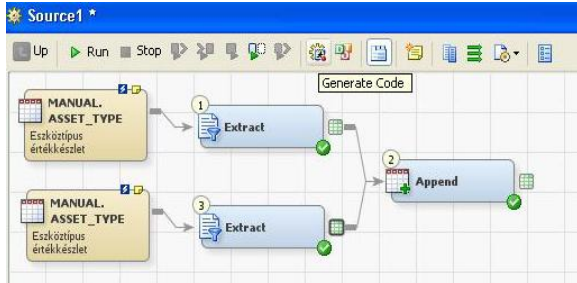 Source1 *
Up Run Stop
Generate Code
MANUAL.
ASSET_TYPE
Eszköztípus
értékkészlet
1
Extract
2
Append
MANUAL.
ASSET_TYPE
Eszköztípus
értékkészlet
3
Extract